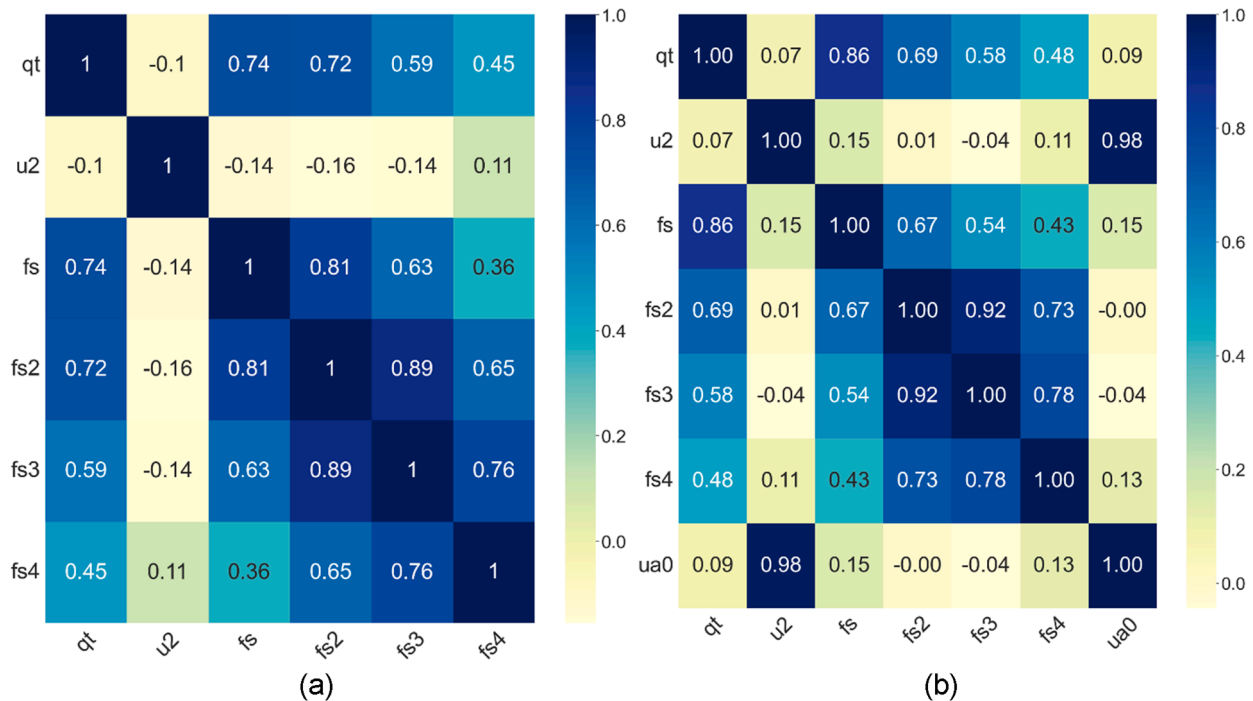 qt 1 -0.1 0.74 0.72 0.59 0.45
u2 -0.1 1 -0.14 -0.16 -0.14 0.11
fs 0.74 -0.14 1 0.81 0.63 0.36
fs2 0.72 -0.16 0.81 1 0.89 0.65
fs3 0.59 -0.14 0.63 0.89 1 0.76
fs4 0.45 0.11 0.36 0.65 0.76 1
qt u2 fs fs2 fs3 fs4
1.0
0.8
0.6
0.4
0.2
0.0
(a)
qt 1.00 0.07 0.86 0.69 0.58 0.48 0.09
u2 0.07 1.00 0.15 0.01 -0.04 0.11 0.98
fs 0.86 0.15 1.00 0.67 0.54 0.43 0.15
fs2 0.69 0.01 0.67 1.00 0.92 0.73 -0.00
fs3 0.58 -0.04 0.54 0.92 1.00 0.78 -0.04
fs4 0.48 0.11 0.43 0.73 0.78 1.00 0.13
ua0 0.09 0.98 0.15 -0.00 -0.04 0.13 1.00
qt u2 fs fs2 fs3 fs4 ua0
1.0
0.8
0.6
0.4
0.2
0.0
(b)